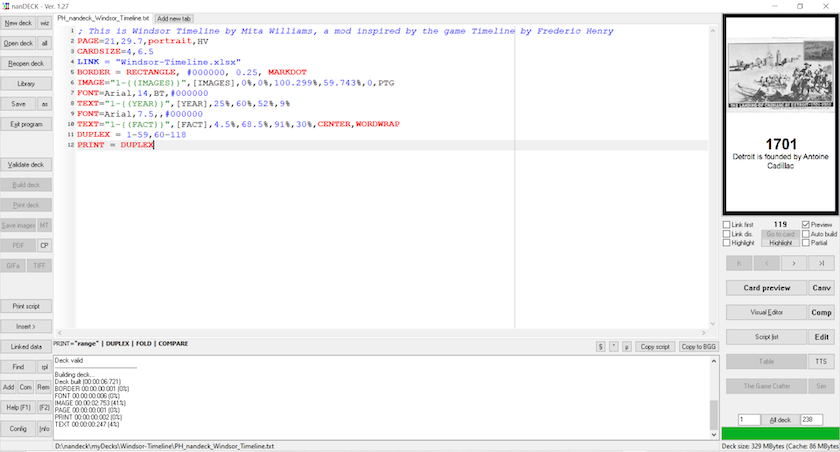 nanDECK - Ver. 1.27
New deck wiz
Open deck all
Reopen deck
Library
Save as
Exit program
Validate deck
Build deck
Print deck
Save images MT
PDF CP
GIFs TIFF
Print script
Insert >
Linked data
Find rpl
Add Com Rem
Help (F1) (F2)
Config Info
PH_nandeck_Windsor_Timeline.txt Add new tab
1 ; This is Windsor Timeline by Mita Williams, a mod inspired by the game Timeline by Frederic Henry
2 PAGE=21,29.7,portrait,HV
3 CARDSIZE=4,6.5
4 LINK = "Windsor-Timeline.xlsx"
5 BORDER = RECTANGLE, #000000, 0.25, MARKDOT
6 IMAGE="1-{(IMAGES)}",[IMAGES],0%,0%,100.299%,59.743%,0,PTG
7 FONT=Arial,14,BT,#000000
8 TEXT="1-{(YEAR)}",[YEAR],25%,60%,52%,9%
9 FONT=Arial,7.5,,#000000
10 TEXT="1-{(FACT)}",[FACT],4.5%,68.5%,91%,30%,CENTER,WORDWRAP
11 DUPLEX = 1-59,60-118
12 PRINT = DUPLEX
PRINT="range" | DUPLEX | FOLD | COMPARE
§ " µ Copy script Copy to BGG
Deck valid
Building deck...
Deck built (00:00:06:721)
BORDER 00:00:00:001 (0%)
FONT 00:00:00:006 (0%)
IMAGE 00:00:02:753 (41%)
PAGE 00:00:00:001 (0%)
PRINT 00:00:00:002 (0%)
TEXT 00:00:00:247 (4%)
D:\nandeck\myDecks\Windsor-Timeline\PH_nandeck_Windsor_Timeline.txt
1701
Detroit is founded by Antoine
Cadillac
Link first 119 Preview
Link dis. Go to card Auto build
Highlight Highlight Partial
|< < > >|
Card preview Canv
Visual Editor Comp
Script list Edit
Table TTS
The Game Crafter Sim
1 All deck 238
Deck size: 329 MBytes (Cache: 86 MBytes)